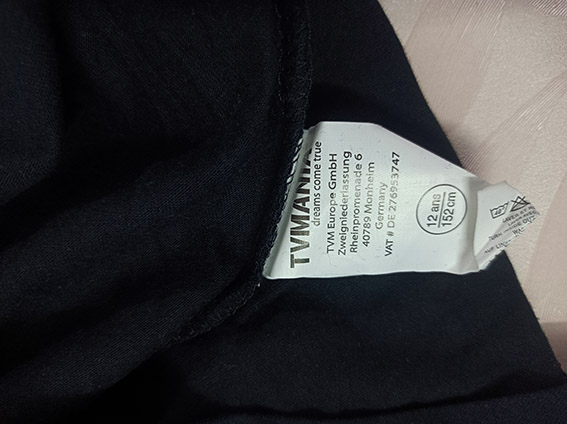 TVMANIA
dreams come true
TVM Europe GmbH
Zweigniederlassung
Rheinpromenade 6
40789 Monheim
Germany
VAT # DE 276953747
12 ans
152 cm
40°